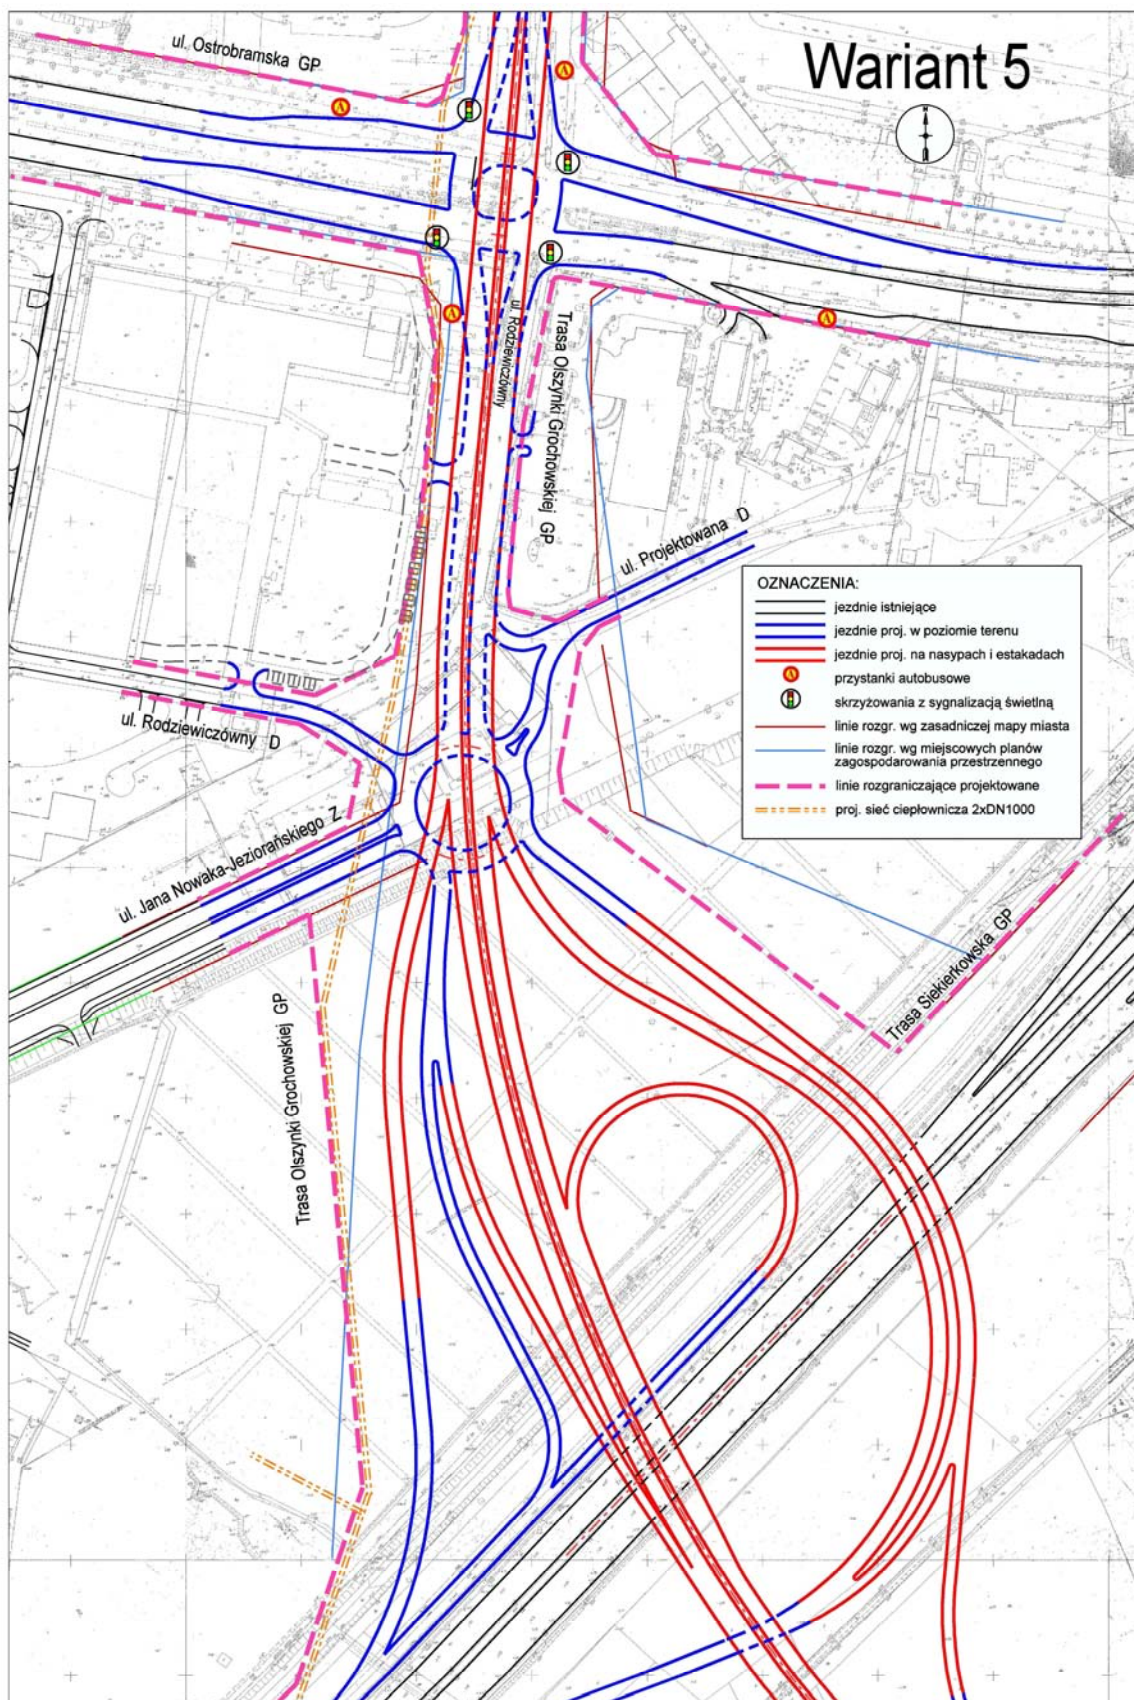 Wariant 5
ul. Ostrobramska GP
A
A
N
A
A
ul. Rodziewiczówny
Trasa Olszynki Grochowskiej GP
ul. Projektowana D
OZNACZENIA:
jezdnie istniejące
jezdnie proj. w poziomie terenu
jezdnie proj. na nasypach i estakadach
A przystanki autobusowe
skrzyżowania z sygnalizacją świetlną
linie rozgr. wg zasadniczej mapy miasta
linie rozgr. wg miejscowych planów
zagospodarowania przestrzennego
linie rozgraniczające projektowane
proj. sieć ciepłownicza 2xDN1000
ul. Rodziewiczówny D
ul. Jana Nowaka-Jeziorańskiego Z
Trasa Siekierkowska GP
Trasa Olszynki Grochowskiej GP